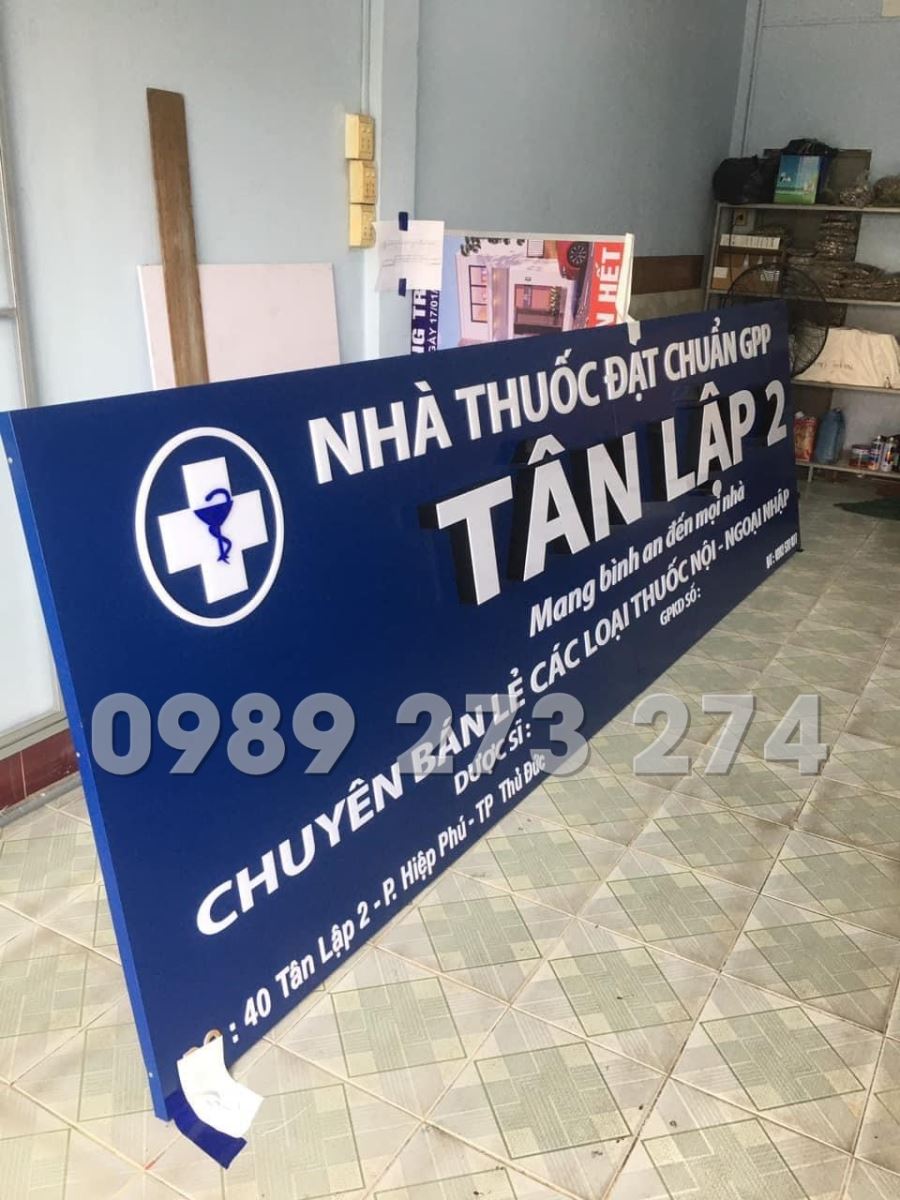 NHÀ THUỐC ĐẠT CHUẨN GPP
TÂN LẬP 2
Mang bình an đến mọi nhà
CHUYÊN BÁN LẺ CÁC LOẠI THUỐC NỘI - NGOẠI NHẬP
DƯỢC SĨ :
GPKD SỐ :
: 40 Tân Lập 2 - P. Hiệp Phú - TP Thủ Đức
ĐT :
0989 273 274